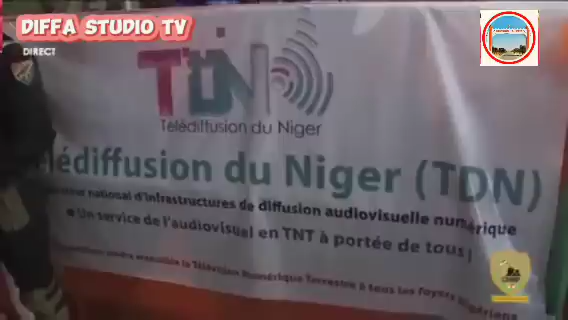 DIFFA STUDIO TV
DIRECT
TDN
Télédiffusion du Niger
lédiffusion du Niger (TDN)
national d'infrastructures de diffusion audiovisuelle numérique
Un service de l'audiovisuel en TNT à portée de tous !
la Télévision Numérique Terrestre à tous les foyers